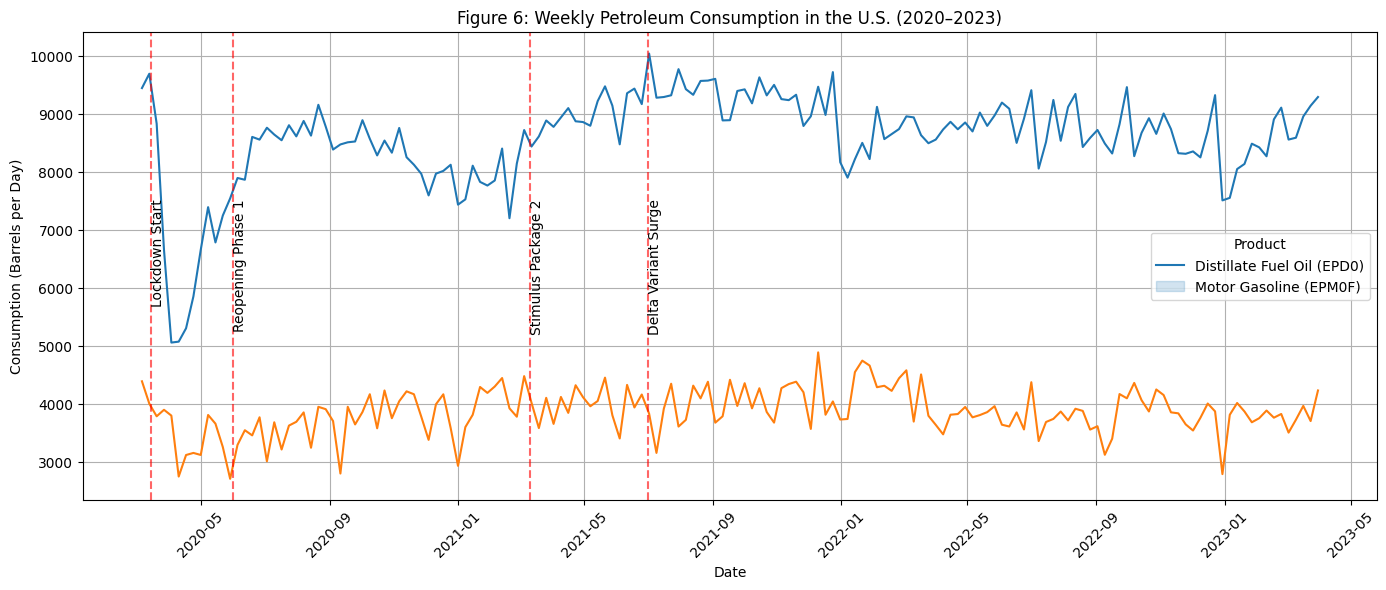 Figure 6: Weekly Petroleum Consumption in the U.S. (2020–2023)
Consumption (Barrels per Day)
10000
9000
8000
7000
6000
5000
4000
3000
Lockdown Start
Reopening Phase 1
Stimulus Package 2
Delta Variant Surge
Product
Distillate Fuel Oil (EPD0)
Motor Gasoline (EPM0F)
2020-05
2020-09
2021-01
2021-05
2021-09
2022-01
2022-05
2022-09
2023-01
2023-05
Date